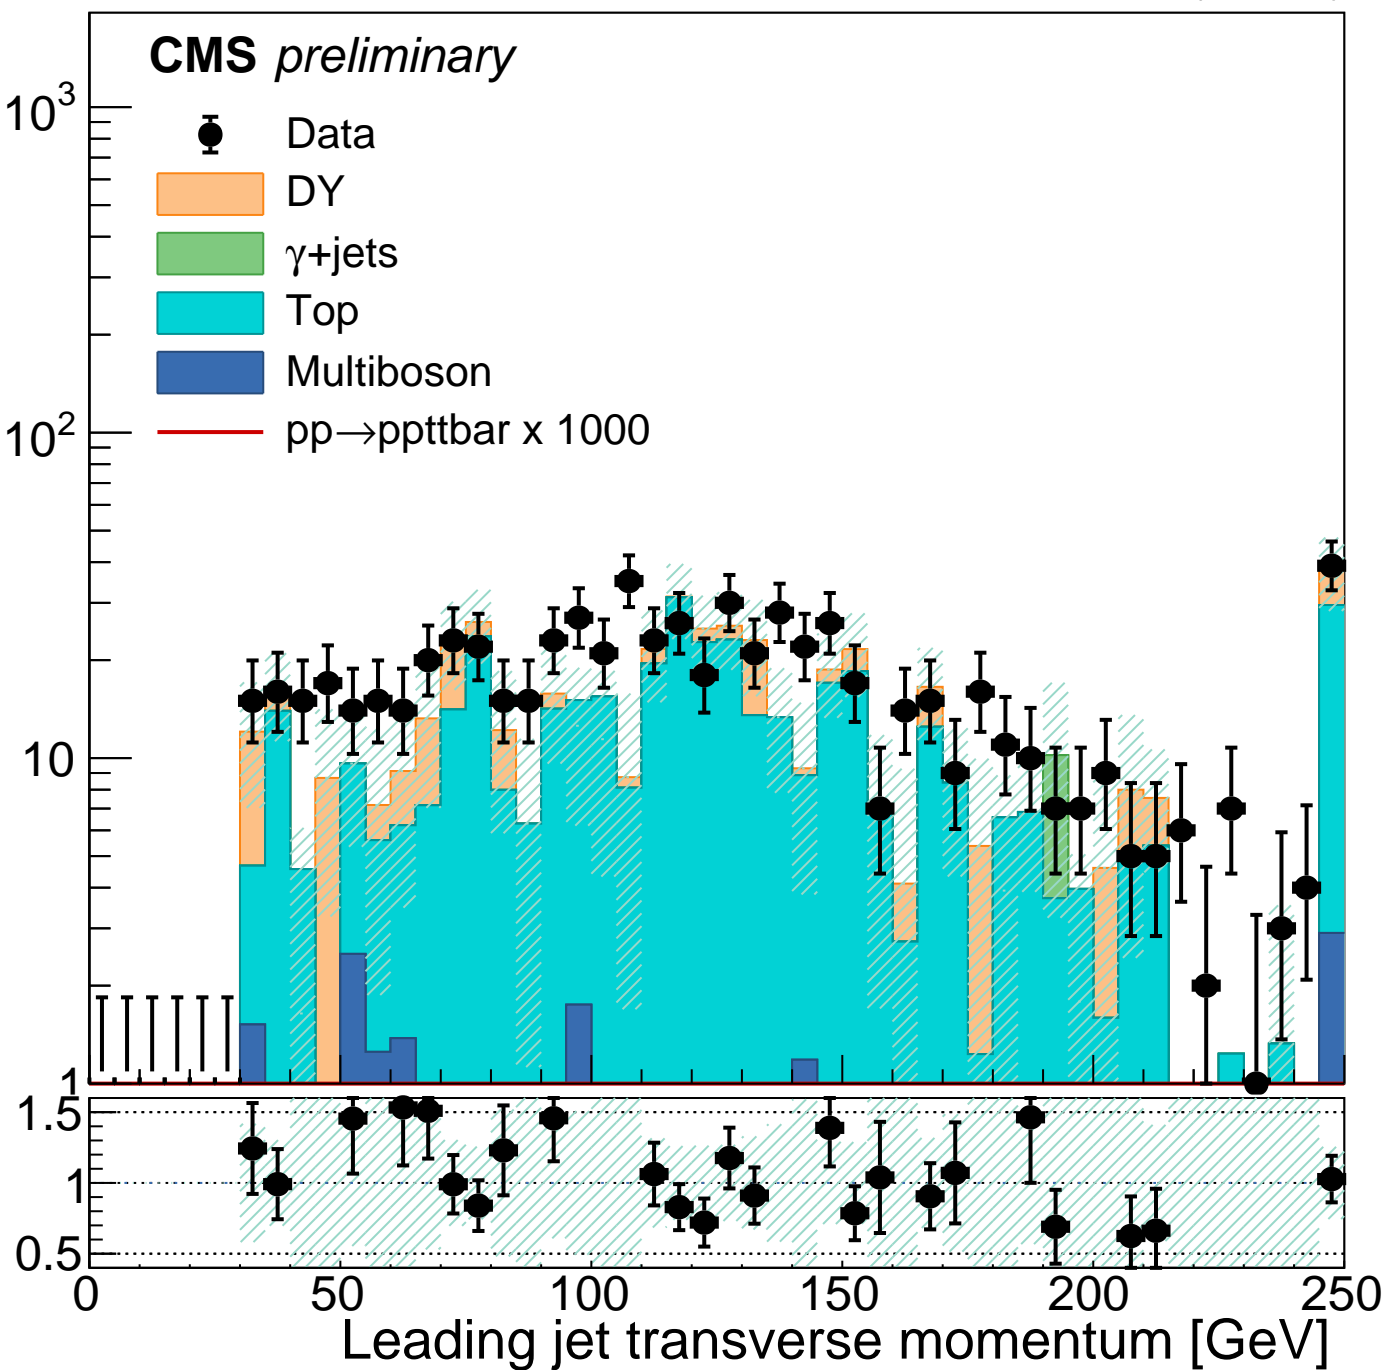 CMS preliminary
Data
DY
γ+jets
Top
Multiboson
pp→ppttbar x 1000
10³
10²
10
1
1.5
1
0.5
0 50 100 150 200 250
Leading jet transverse momentum [GeV]